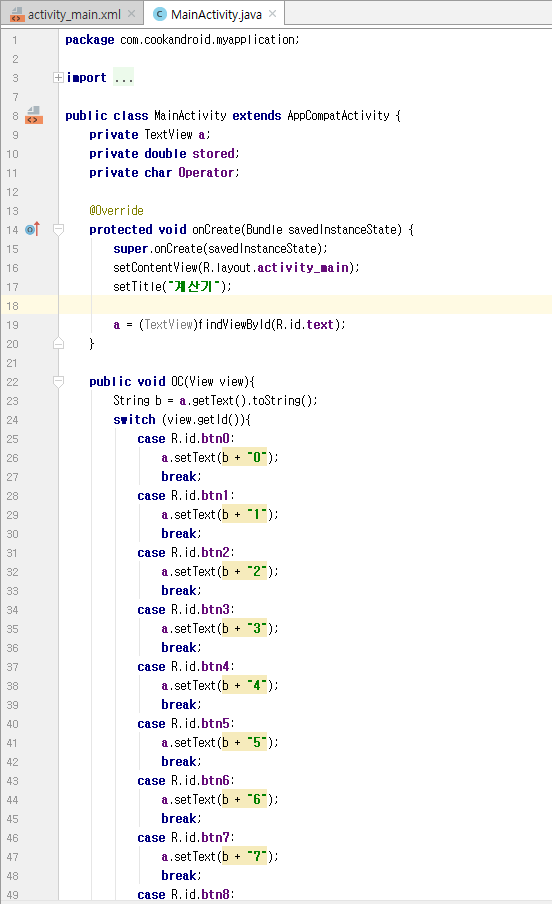 activity_main.xml MainActivity.java
1 package com.cookandroid.myapplication;
2
3 import ...
7
8 public class MainActivity extends AppCompatActivity {
9 private TextView a;
10 private double stored;
11 private char Operator;
12
13 @Override
14 protected void onCreate(Bundle savedInstanceState) {
15 super.onCreate(savedInstanceState);
16 setContentView(R.layout.activity_main);
17 setTitle("계산기");
18
19 a = (TextView)findViewById(R.id.text);
20 }
21
22 public void OC(View view){
23 String b = a.getText().toString();
24 switch (view.getId()){
25 case R.id.btn0:
26 a.setText(b + "0");
27 break;
28 case R.id.btn1:
29 a.setText(b + "1");
30 break;
31 case R.id.btn2:
32 a.setText(b + "2");
33 break;
34 case R.id.btn3:
35 a.setText(b + "3");
36 break;
37 case R.id.btn4:
38 a.setText(b + "4");
39 break;
40 case R.id.btn5:
41 a.setText(b + "5");
42 break;
43 case R.id.btn6:
44 a.setText(b + "6");
45 break;
46 case R.id.btn7:
47 a.setText(b + "7");
48 break;
49 case R.id.btn8: